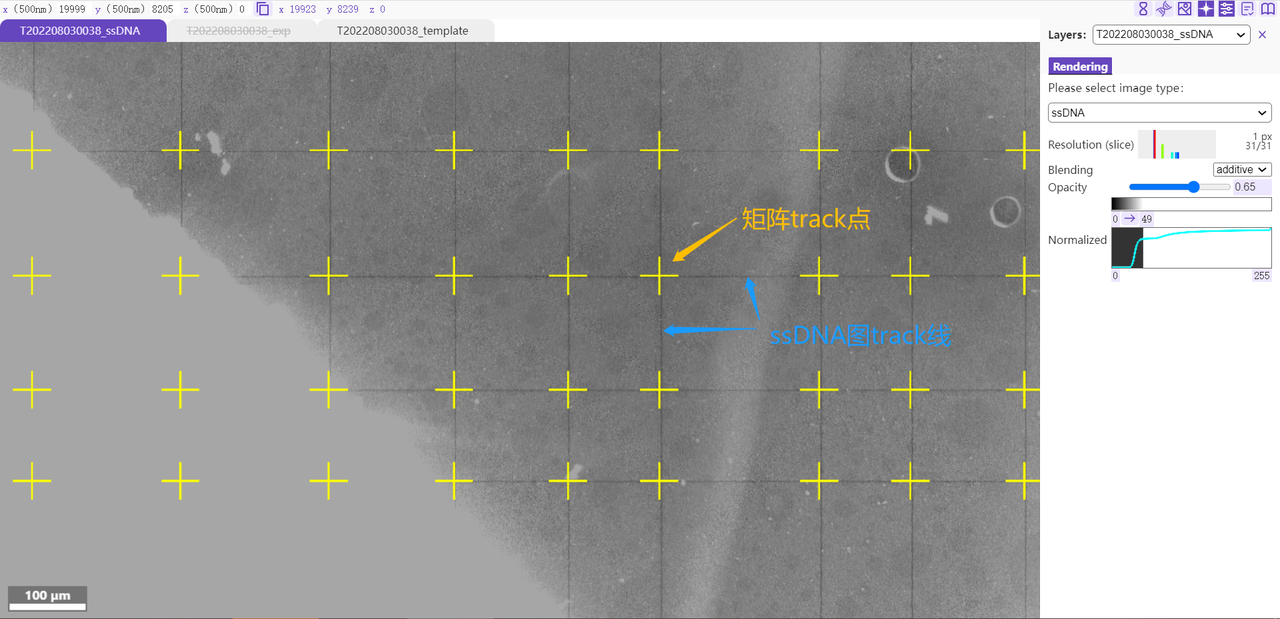 x (500nm) 19999 y (500nm) 8205 z (500nm) 0 x 19923 y 8239 z 0
T202208030038_ssDNA T202208030038_exp T202208030038_template
Layers: T202208030038_ssDNA
Rendering
Please select image type:
ssDNA
Resolution (slice) 1 px
31/31
Blending additive
Opacity 0.65
0 → 49
Normalized
0 255
矩阵track点
ssDNA图track线
100 μm